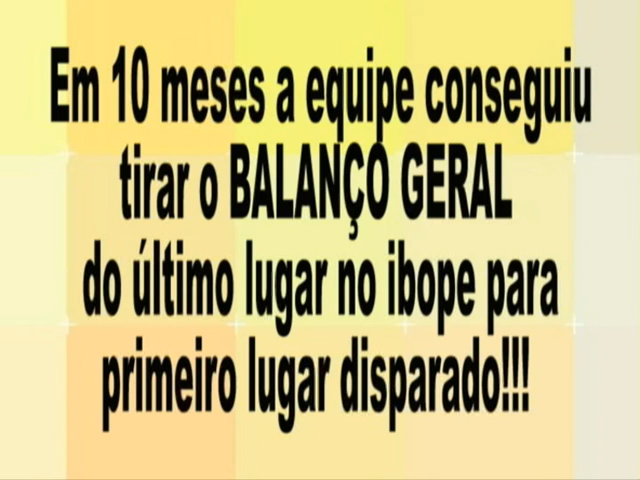 Em 10 meses a equipe conseguiu
tirar o BALANÇO GERAL
do último lugar no ibope para
primeiro lugar disparado!!!